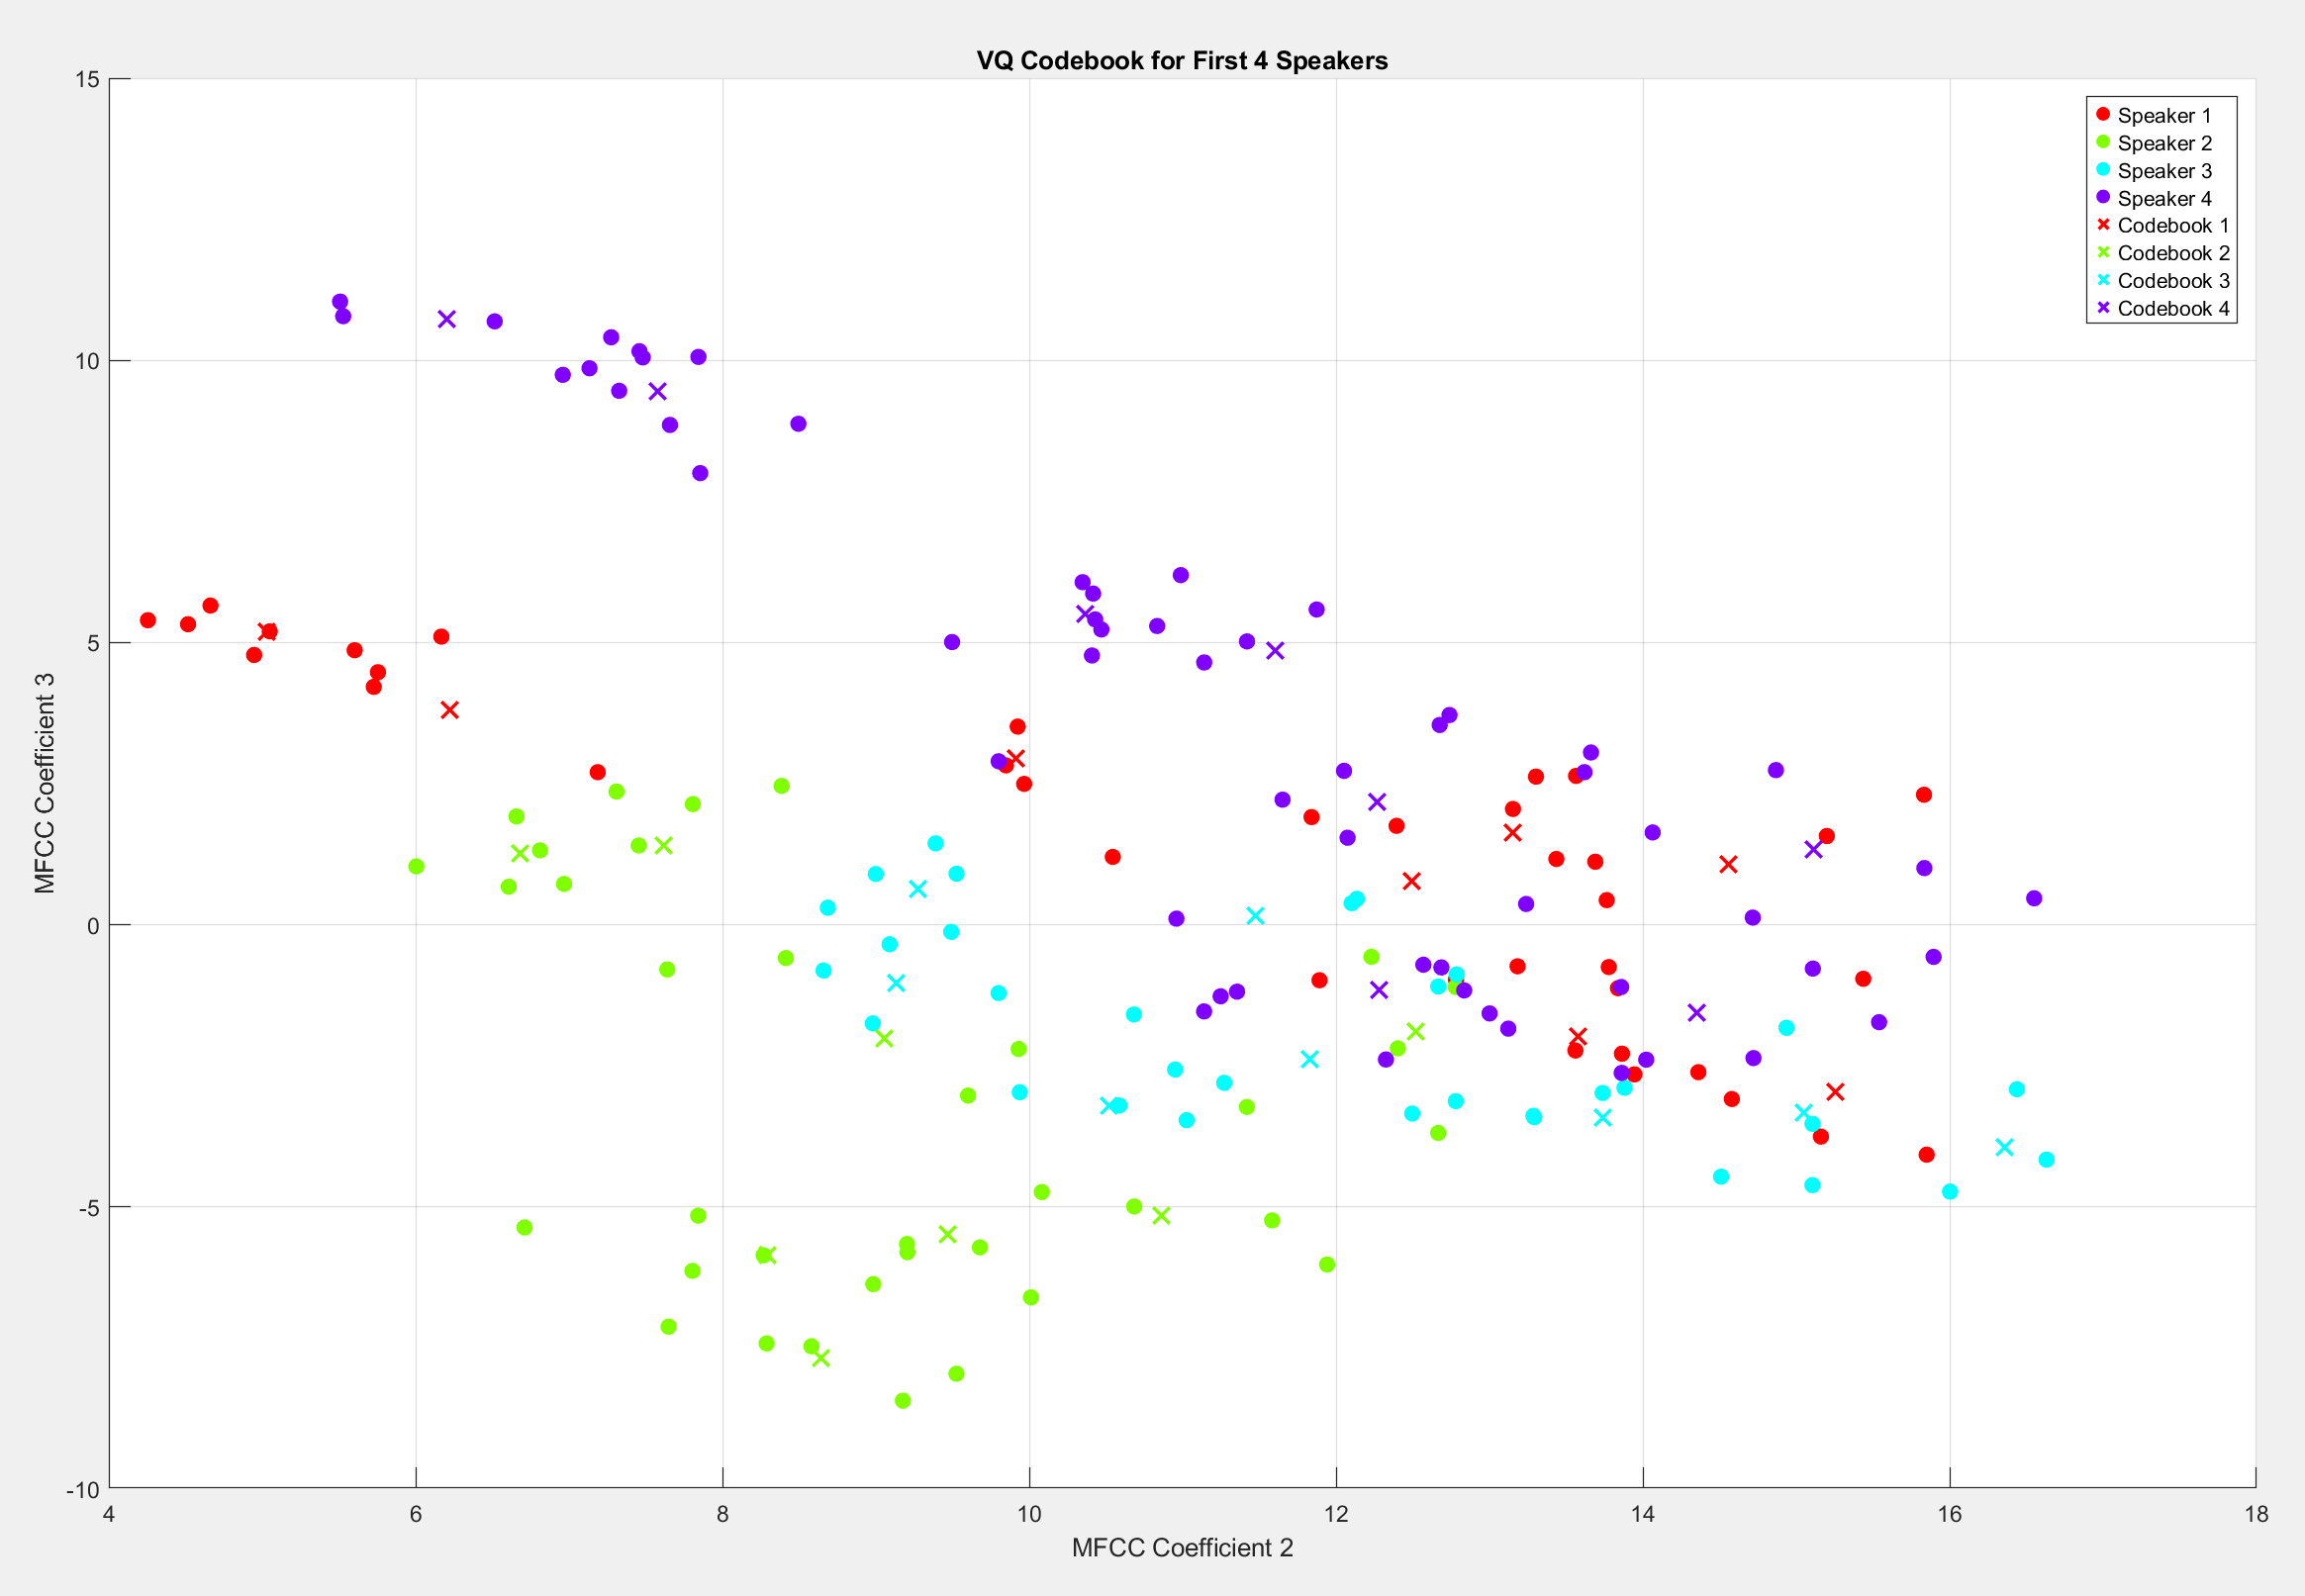 VQ Codebook for First 4 Speakers
15
10
5
0
-5
-10
MFCC Coefficient 3
Speaker 1
Speaker 2
Speaker 3
Speaker 4
Codebook 1
Codebook 2
Codebook 3
Codebook 4
4 6 8 10 12 14 16 18
MFCC Coefficient 2